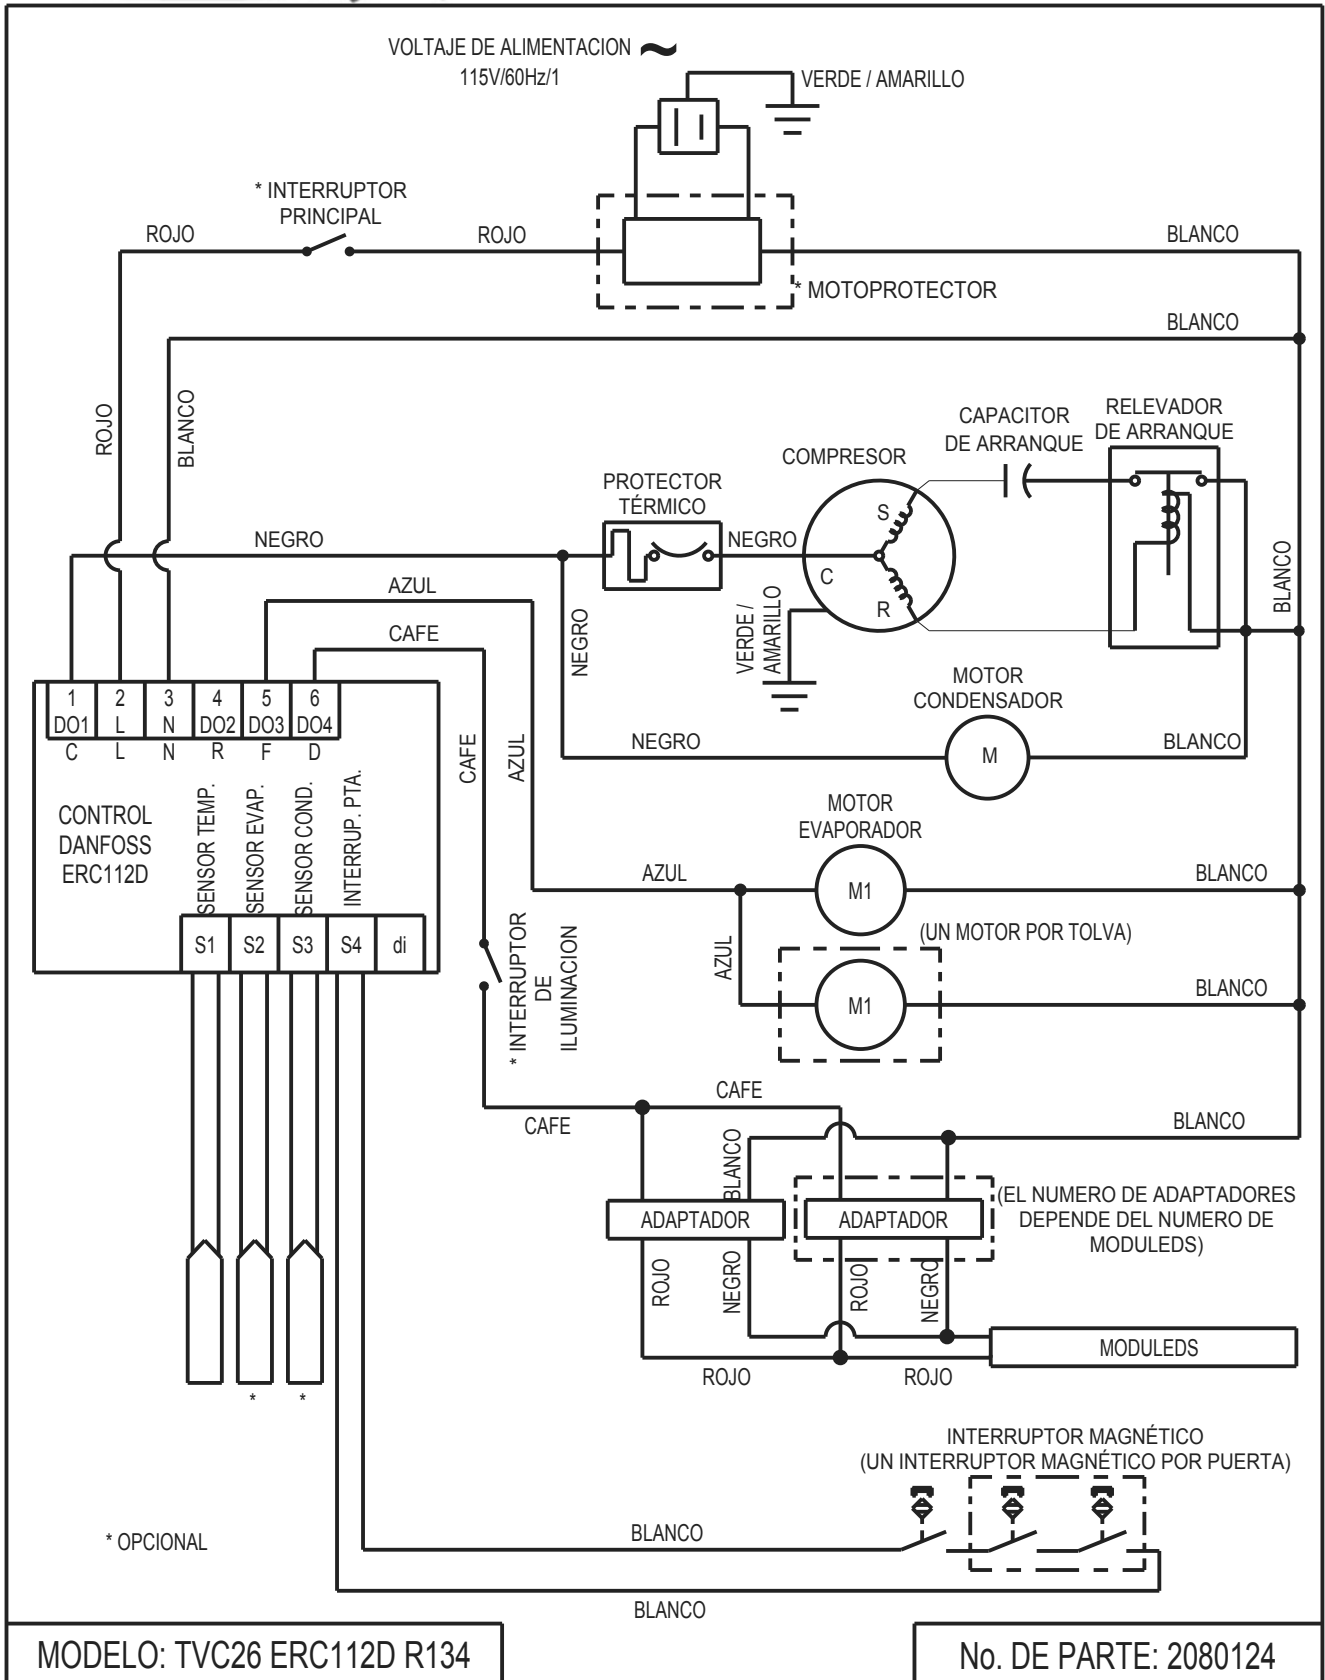 VOLTAJE DE ALIMENTACION ~
115V/60Hz/1
VERDE / AMARILLO
* INTERRUPTOR
PRINCIPAL
ROJO
ROJO
BLANCO
* MOTOPROTECTOR
BLANCO
ROJO
BLANCO
CAPACITOR
DE ARRANQUE
RELEVADOR
DE ARRANQUE
COMPRESOR
PROTECTOR
TÉRMICO
NEGRO
NEGRO
S
C
R
AZUL
CAFE
NEGRO
VERDE /
AMARILLO
BLANCO
MOTOR
CONDENSADOR
1 2 3 4 5 6
DO1 L N DO2 DO3 DO4
C L N R F D
NEGRO
M
BLANCO
CAFE
AZUL
CONTROL
DANFOSS
ERC112D
SENSOR TEMP.
SENSOR EVAP.
SENSOR COND.
INTERRUP. PTA.
MOTOR
EVAPORADOR
AZUL
M1
BLANCO
S1 S2 S3 S4 di
* INTERRUPTOR
DE
ILUMINACION
AZUL
(UN MOTOR POR TOLVA)
M1
BLANCO
CAFE
CAFE
BLANCO
BLANCO
ADAPTADOR
ADAPTADOR
(EL NUMERO DE ADAPTADORES
DEPENDE DEL NUMERO DE
MODULEDS)
ROJO
NEGRO
ROJO
NEGRO
MODULEDS
ROJO
ROJO
*
*
INTERRUPTOR MAGNÉTICO
(UN INTERRUPTOR MAGNÉTICO POR PUERTA)
* OPCIONAL
BLANCO
BLANCO
MODELO: TVC26 ERC112D R134
No. DE PARTE: 2080124